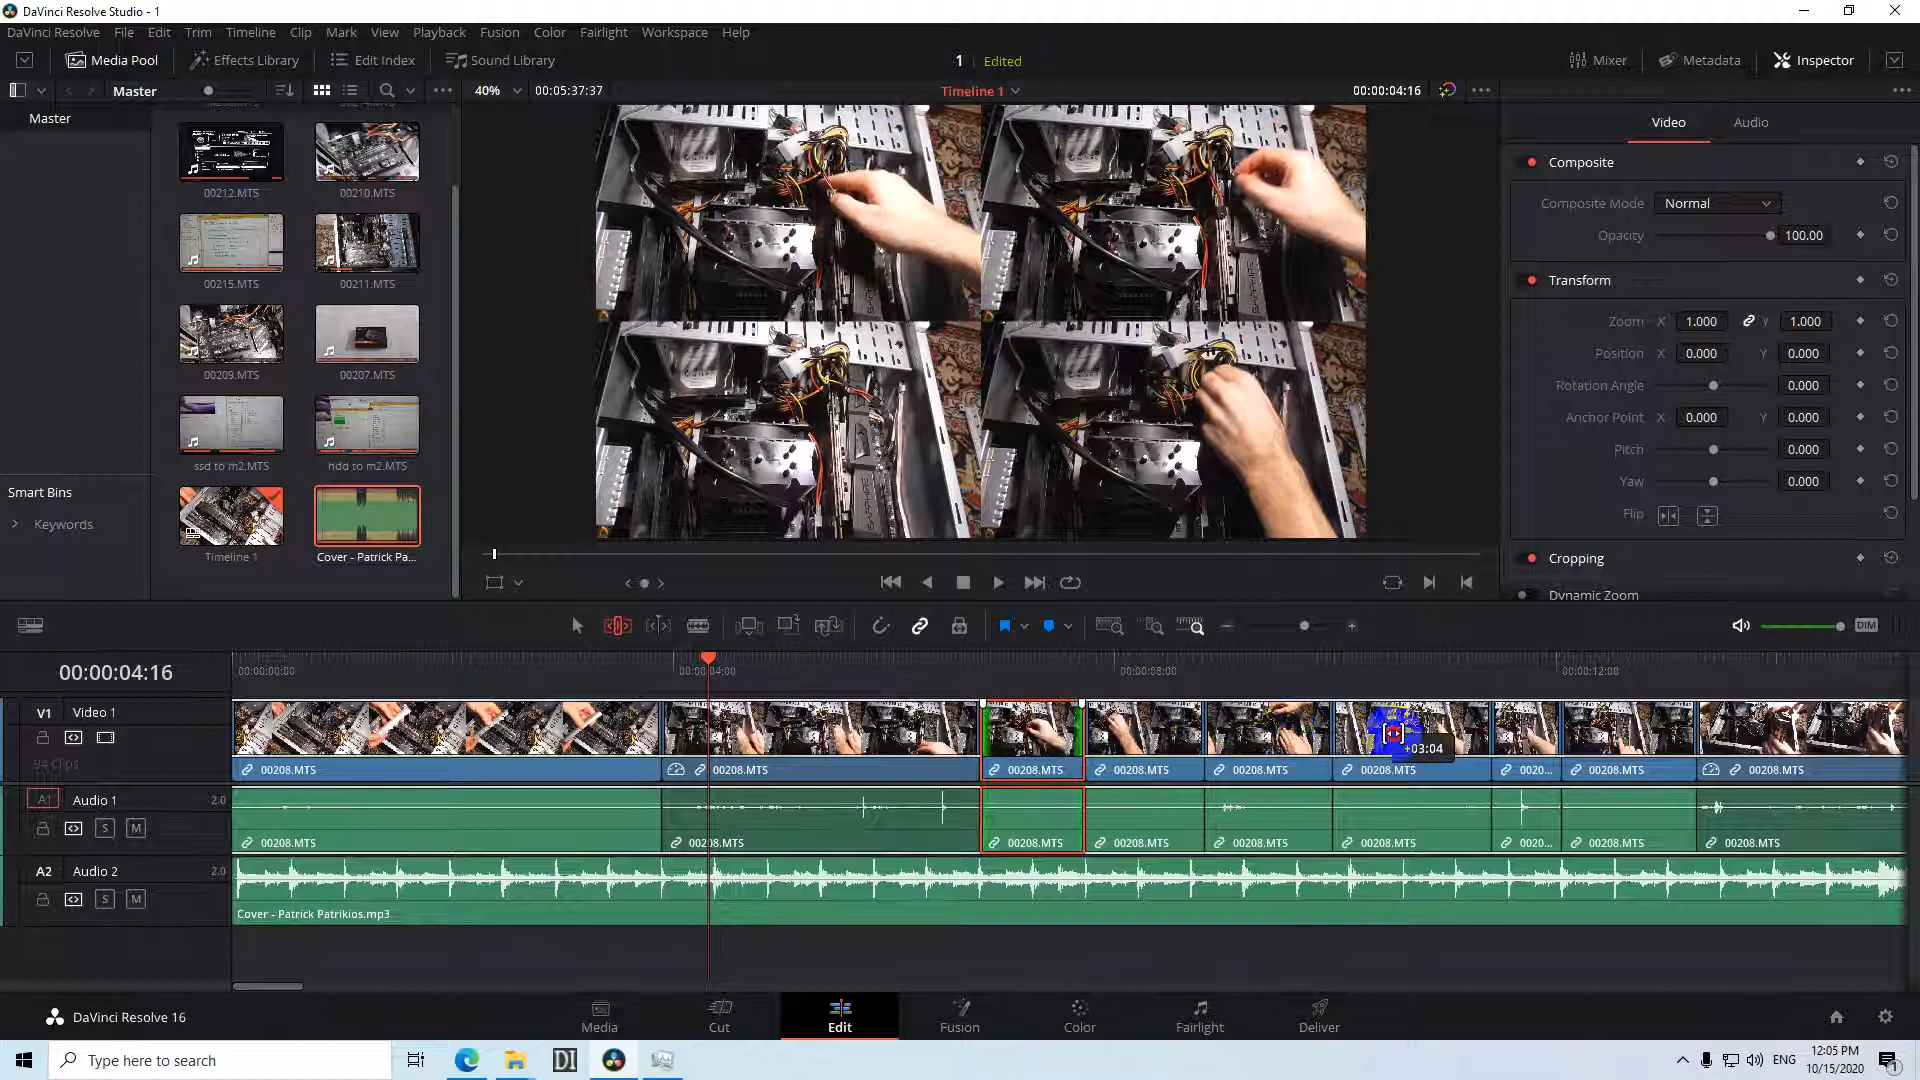 DaVinci Resolve Studio - 1
DaVinci Resolve File Edit Trim Timeline Clip Mark View Playback Fusion Color Fairlight Workspace Help
Media Pool Effects Library Edit Index Sound Library
1 Edited
Mixer Metadata Inspector
Master
40% 00:05:37:37
Timeline 1
00:00:04:16
Master
00212.MTS 00210.MTS
00215.MTS 00211.MTS
00209.MTS 00207.MTS
ssd to m2.MTS hdd to m2.MTS
Timeline 1 Cover - Patrick Pa...
Smart Bins
Keywords
Video Audio
Composite
Composite Mode Normal
Opacity 100.00
Transform
Zoom X 1.000 Y 1.000
Position X 0.000 Y 0.000
Rotation Angle 0.000
Anchor Point X 0.000 Y 0.000
Pitch 0.000
Yaw 0.000
Flip
Cropping
Dynamic Zoom
DIM
00:00:04:16
00:00:00:00 00:00:04:00 00:00:08:00 00:00:12:00
V1 Video 1
94 Clips
+03:04
00208.MTS 00208.MTS 00208.MTS 00208.MTS 00208.MTS 00208.MTS 0020... 00208.MTS 00208.MTS
A1 Audio 1 2.0
S M
00208.MTS 00208.MTS 00208.MTS 00208.MTS 00208.MTS 00208.MTS 0020... 00208.MTS 00208.MTS
A2 Audio 2 2.0
S M
Cover - Patrick Patrikios.mp3
DaVinci Resolve 16
Media Cut Edit Fusion Color Fairlight Deliver
Type here to search
DI
ENG
12:05 PM
10/15/2020
1